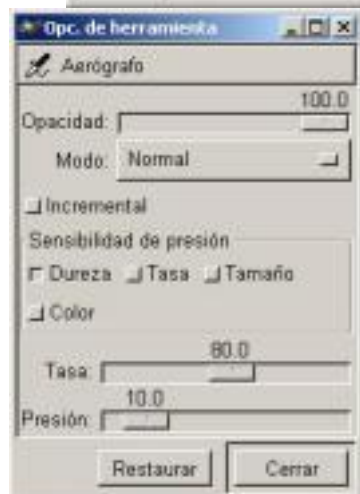 Opc. de herramienta
Aerógrafo
100.0
Opacidad:
Modo: Normal
Incremental
Sensibilidad de presión
Dureza Tasa Tamaño
Color
80.0
Tasa:
10.0
Presión:
Restaurar Cerrar